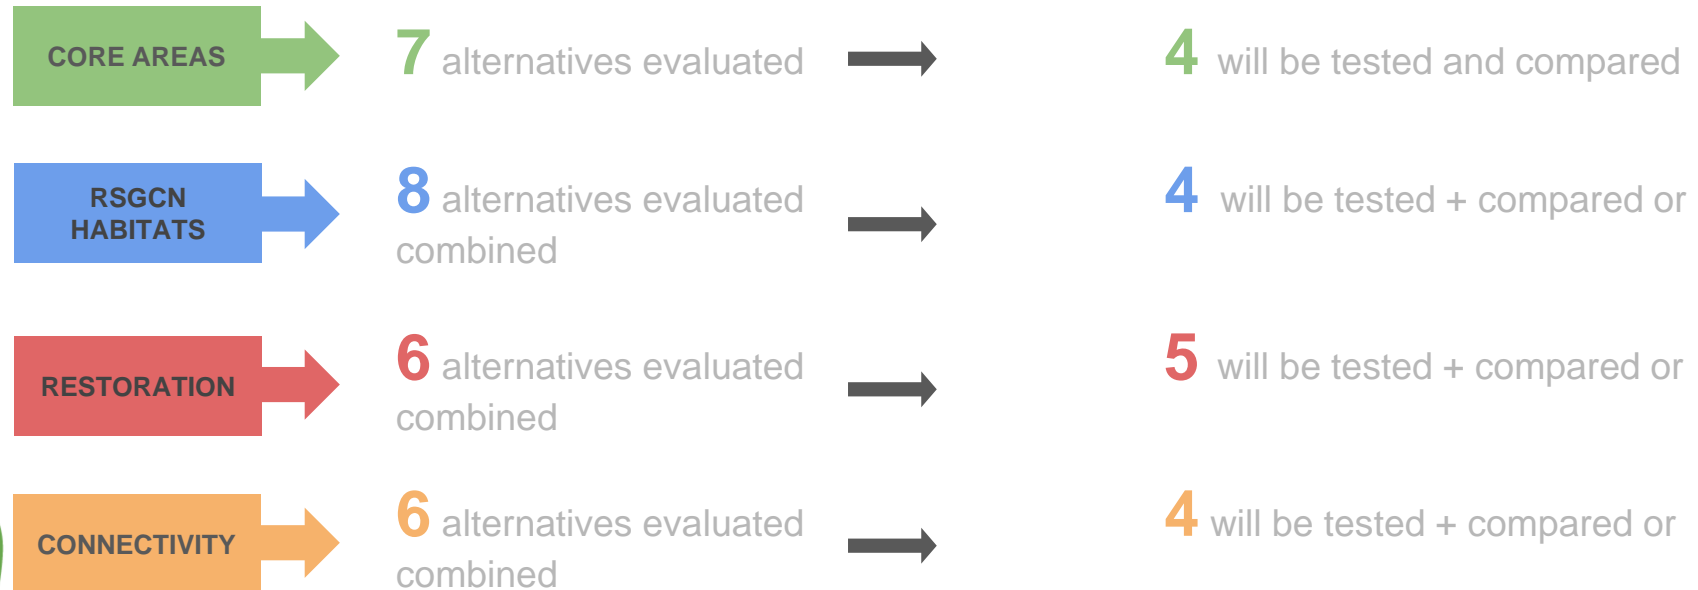 CORE AREAS
7 alternatives evaluated
4 will be tested and compared
RSGCN
HABITATS
8 alternatives evaluated
4 will be tested + compared or
combined
RESTORATION
6 alternatives evaluated
5 will be tested + compared or
combined
CONNECTIVITY
6 alternatives evaluated
4 will be tested + compared or
combined